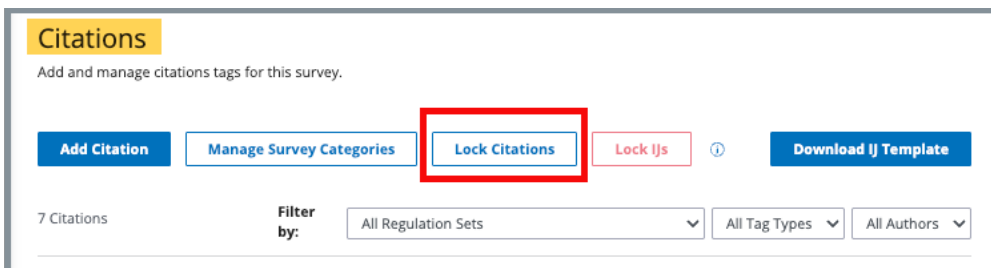 Citations
Add and manage citations tags for this survey.
Add Citation Manage Survey Categories Lock Citations Lock IJs Download IJ Template
7 Citations Filter by: All Regulation Sets All Tag Types All Authors